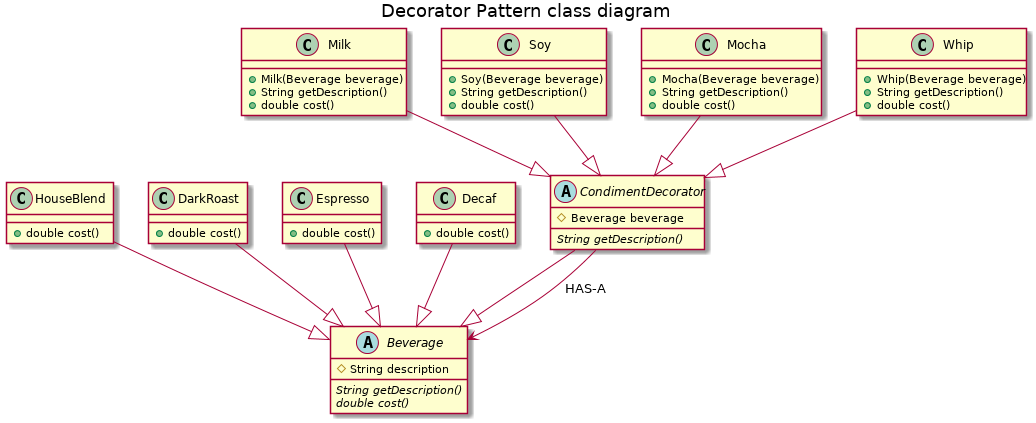 Decorator Pattern class diagram
C Milk
Milk(Beverage beverage)
String getDescription()
double cost()
C Soy
Soy(Beverage beverage)
String getDescription()
double cost()
C Mocha
Mocha(Beverage beverage)
String getDescription()
double cost()
C Whip
Whip(Beverage beverage)
String getDescription()
double cost()
C HouseBlend
double cost()
C DarkRoast
double cost()
C Espresso
double cost()
C Decaf
double cost()
A CondimentDecorator
Beverage beverage
String getDescription()
HAS-A
A Beverage
String description
String getDescription()
double cost()